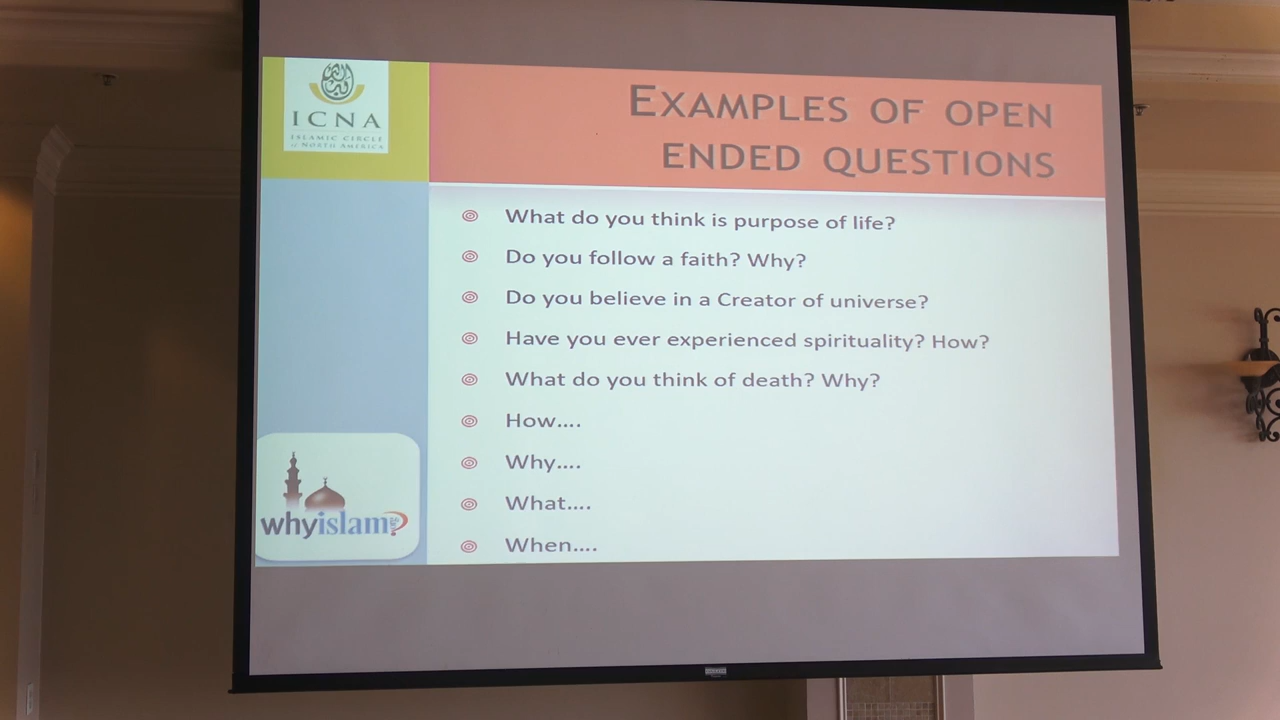 ICNA
ISLAMIC CIRCLE
of NORTH AMERICA
EXAMPLES OF OPEN
ENDED QUESTIONS
What do you think is purpose of life?
Do you follow a faith? Why?
Do you believe in a Creator of universe?
Have you ever experienced spirituality? How?
What do you think of death? Why?
How....
Why....
What....
When....
whyislam?